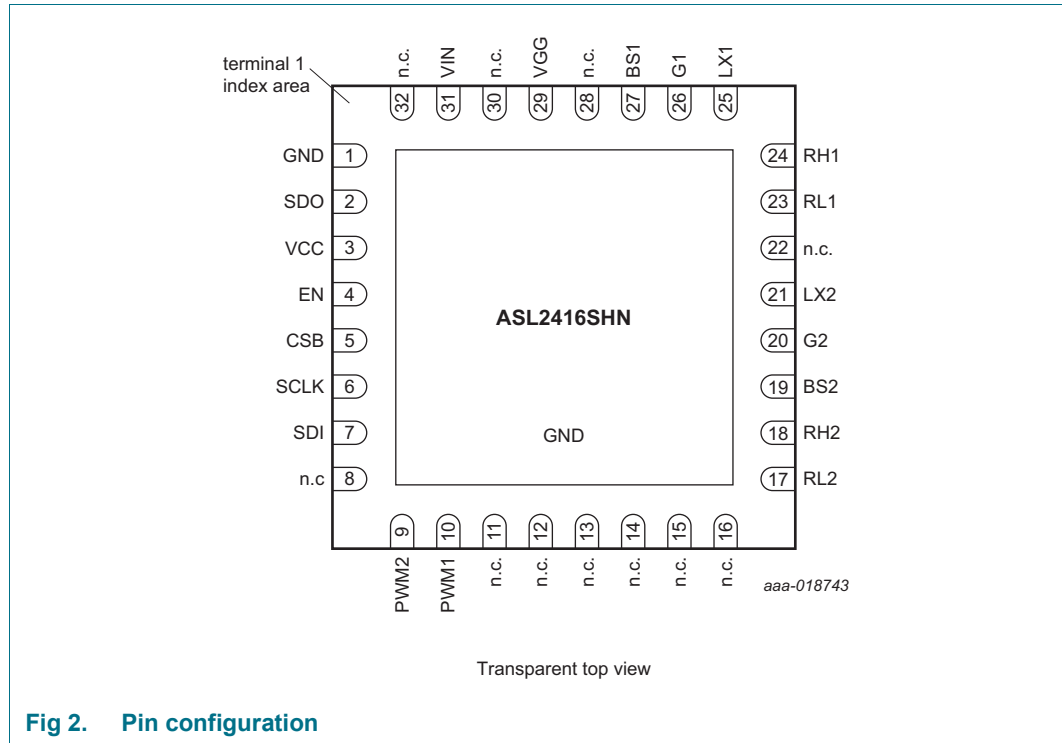 terminal 1
index area
n.c.
VIN
n.c.
VGG
n.c.
BS1
G1
LX1
32
31
30
29
28
27
26
25
GND 1
SDO 2
VCC 3
EN 4
CSB 5
SCLK 6
SDI 7
n.c 8
24 RH1
23 RL1
22 n.c.
21 LX2
20 G2
19 BS2
18 RH2
17 RL2
ASL2416SHN
GND
9
10
11
12
13
14
15
16
PWM2
PWM1
n.c.
n.c.
n.c.
n.c.
n.c.
n.c.
aaa-018743
Transparent top view
Fig 2. Pin configuration